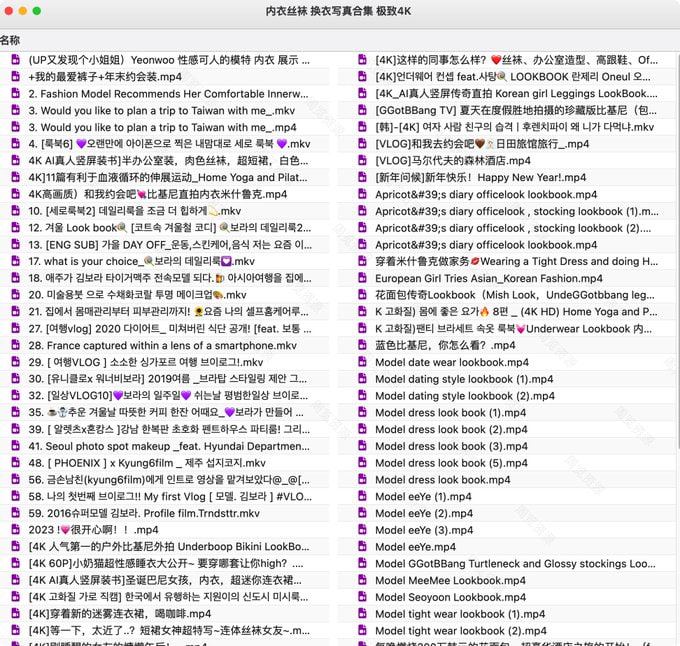 内衣丝袜 换衣写真合集 极致4K
名称
(UP又发现个小姐姐）Yeonwoo 性感可人的模特 内衣 展示 ...
+我的最爱裤子+年末约会装.mp4
2. Fashion Model Recommends Her Comfortable Innerw...
3. Would you like to plan a trip to Taiwan with me_.mkv
3. Would you like to plan a trip to Taiwan with me_.mp4
4. [룩북6] 💜오랜만에 아이폰으로 찍은 내맘대로 세로 룩북 💜.mkv
4K AI真人竖屏装书]半办公室装，肉色丝袜，超短裙，白色...
4K]11篇有利于血液循环的伸展运动_Home Yoga and Pilat...
4K高画质）和我约会吧💘比基尼直拍内衣米什鲁克.mp4
10. [세로룩북2] 데일리룩을 조금 더 힙하게💫.mkv
12. 겨울 Look book🍭 [코트속 겨울철 코디] 🍭보라의 데일리룩2...
13. [ENG SUB] 가을 DAY OFF_운동,스킨케어,음식 저는 요즘 이...
17. what is your choice_🍭보라의 데일리룩💟.mkv
18. 애주가 김보라 타이거맥주 전속모델 되다.🍺 아시아여행을 집에...
20. 미술용붓 으로 수채화코랄 투명 메이크업🎨.mkv
21. 집에서 몸매관리부터 피부관리까지! 🌻요즘 나의 셀프홈케어루...
27. [여행vlog] 2020 다이어트_ 미쳐버린 식단 공개! [feat. 보통 ...
28. France captured within a lens of a smartphone.mkv
29. [ 여행VLOG ] 소소한 싱가포르 여행 브이로그!.mkv
30. [유니클로x 워너비보라] 2019여름 _브라탑 스타일링 제안 그...
32. [일상VLOG10]💜보라의 일주일💜 쉬는날 평범한일상 브이로...
35. ☕☃추운 겨울날 따뜻한 커피 한잔 어때요_💜보라가 만들어 ...
39. [ 알렛츠x혼캉스 ]강남 한복판 초호화 펜트하우스 파티룸! 그리...
41. Seoul photo spot makeup _feat. Hyundai Departmen...
48. [ PHOENIX ] x Kyung6film _ 제주 섭지코지.mkv
56. 금손남친(kyung6film)에게 인트로 영상을 맡겨보았다@_@[...
58. 나의 첫번째 브이로그!! My first Vlog [ 모델. 김보라 ] #VLO...
59. 2016슈퍼모델 김보라. Profile film.Trndsttr.mkv
2023 !💗很开心啊！！.mp4
[4K 人气第一的户外比基尼外拍 Underboop Bikini LookBo...
[4K 60P]小奶猫超性感睡衣大公开~ 要穿哪套让你high? ....
[4K AI真人竖屏装书]圣诞巴尼女孩，内衣，超迷你连衣裙...
[4K 고화질 가로 직캠] 한국에서 유행하는 지원이의 신도시 미시룩...
[4K]穿着新的迷雾连衣裙，喝咖啡.mp4
[4K]等一下，太近了..? 短裙女神超特写~连体丝袜女友~.m...
[4K]这样的同事怎么样? ❤️丝袜、办公室造型、高跟鞋、Of...
[4K]언더웨어 컨셉 feat.사탕🍭 LOOKBOOK 란제리 Oneul 오...
[4K_AI真人竖屏传奇直拍 Korean girl Leggings LookBook....
[GGotBBang TV] 夏天在度假胜地拍摄的珍藏版比基尼（包...
[韩]-[4K] 여자 사람 친구의 습격 | 후렌치파이 왜 니가 다먹냐.mkv
[VLOG]和我去约会吧🖤日日旅馆旅行_.mp4
[VLOG]马尔代夫的森林酒店.mp4
[新年问候]新年快乐！Happy New Year!.mp4
Apricot&#39;s diary officelook lookbook.mp4
Apricot&#39;s diary officelook , stocking lookbook (1).m...
Apricot&#39;s diary officelook , stocking lookbook (2)....
穿着米什鲁克做家务💋Wearing a Tight Dress and doing H...
European Girl Tries Asian_Korean Fashion.mp4
花面包传奇Lookbook（Mish Look，UndeGGotbbang leg...
K 고화질) 몸에 좋은 요가🔥 8편 _ (4K HD) Home Yoga and P...
K 고화질)팬티 브라세트 속옷 룩북💓Underwear Lookbook 内...
蓝色比基尼，你怎么看？.mp4
Model date wear lookbook.mp4
Model dating style lookbook (1).mp4
Model dating style lookbook (2).mp4
Model dress look book (1).mp4
Model dress look book (2).mp4
Model dress look book (3).mp4
Model dress look book (5).mp4
Model dress look book.mp4
Model eeYe (1).mp4
Model eeYe (2).mp4
Model eeYe (3).mp4
Model eeYe.mp4
Model GGotBBang Turtleneck and Glossy stockings Loo...
Model MeeMee Lookbook.mp4
Model Seoyoon Lookbook.mp4
Model tight wear lookbook (1).mp4
Model tight wear lookbook (2).mp4